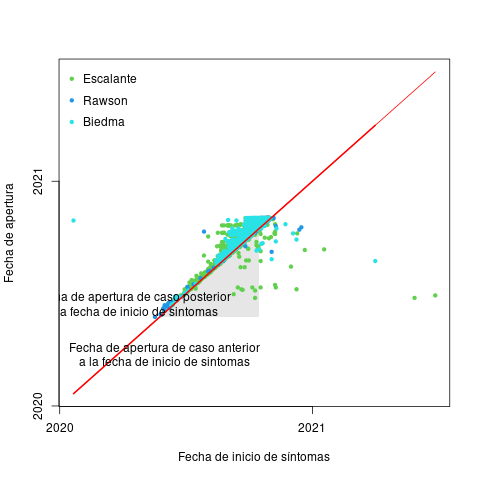 Escalante
Rawson
Biedma
Fecha de apertura
2021
2020
a de apertura de caso posterior
a fecha de inicio de síntomas
Fecha de apertura de caso anterior
a la fecha de inicio de sintomas
2020
2021
Fecha de inicio de síntomas